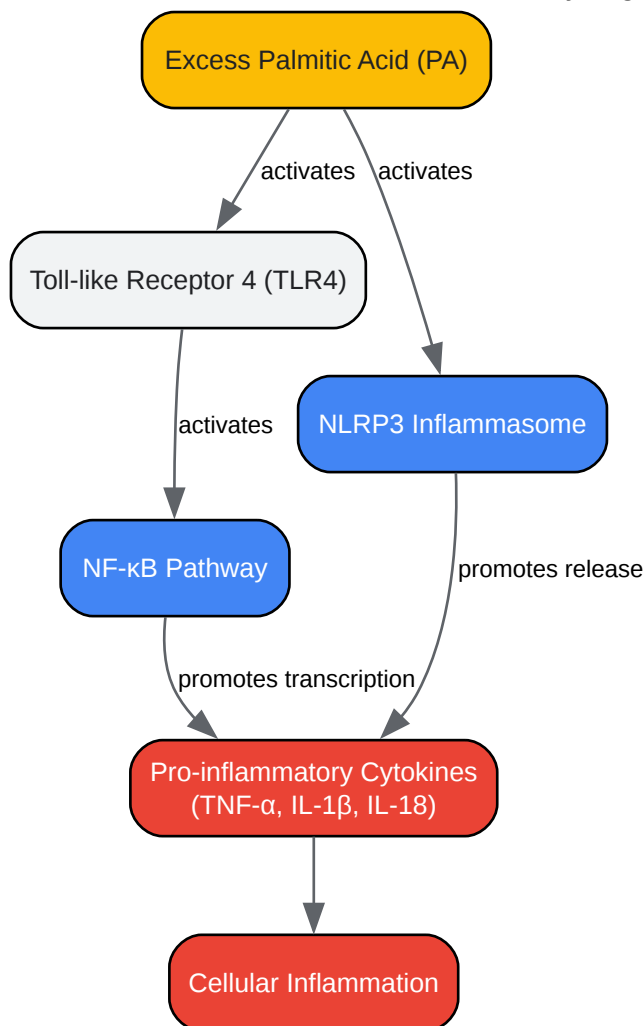 Excess Palmitic Acid (PA)
activates
activates
Toll-like Receptor 4 (TLR4)
NLRP3 Inflammasome
activates
NF-κB Pathway
promotes release
promotes transcription
Pro-inflammatory Cytokines
(TNF-α, IL-1β, IL-18)
Cellular Inflammation